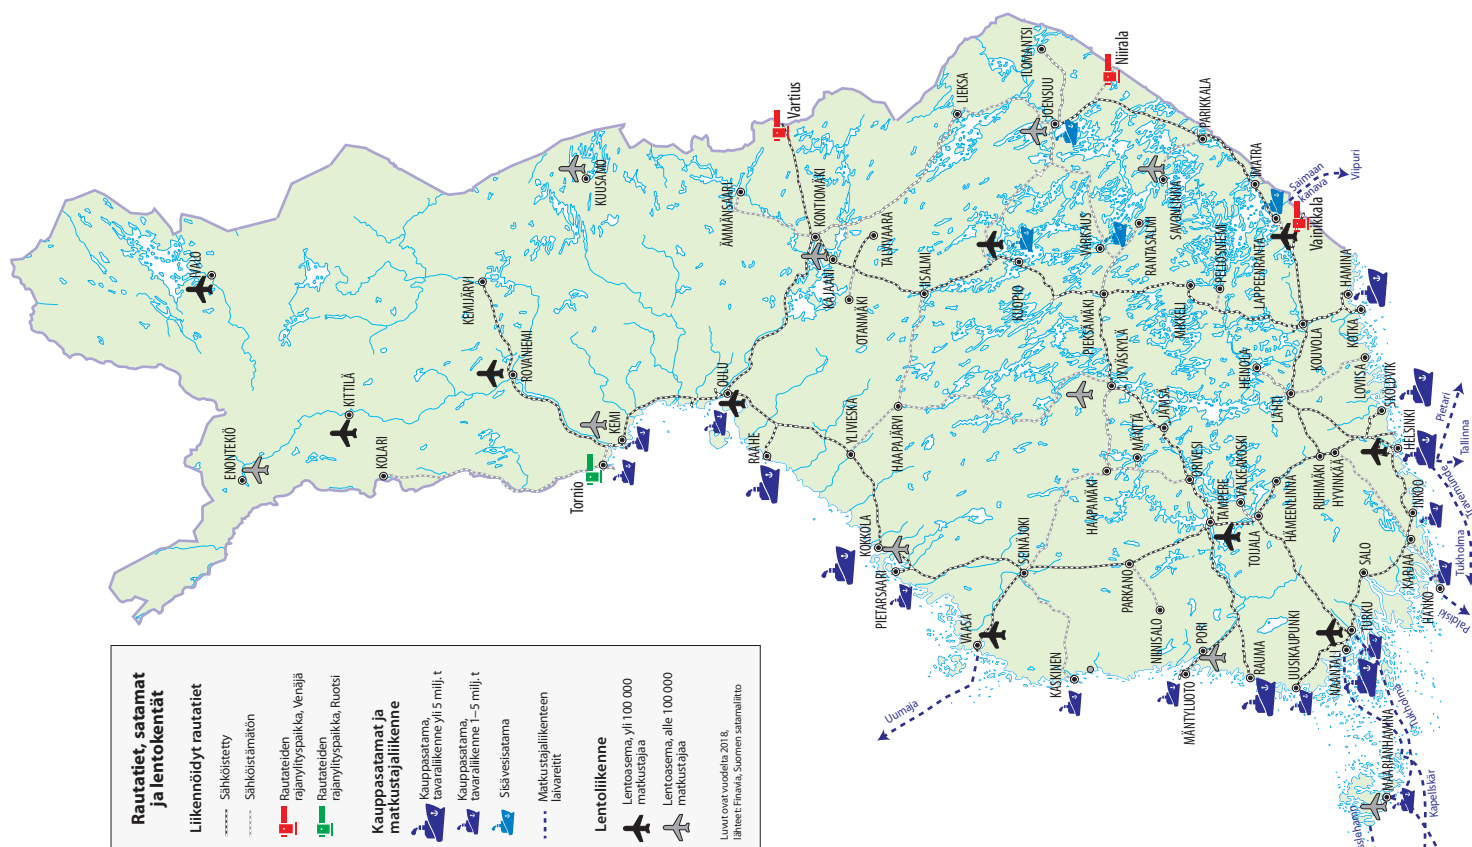 Rautatiet, satamat
ja lentokentät
Liikennöidyt rautatiet
Sähköistetty
Sähköistämätön
Rautateiden
rajanylityspaikka, Venäjä
Rautateiden
rajanylityspaikka, Ruotsi
Kauppasatamat ja
matkustajaliikenne
Kauppasatama,
tavaraliikenne yli 5 milj. t
Kauppasatama,
tavaraliikenne 1–5 milj. t
Sisävesisatama
Matkustajaliikenteen
laivareitit
Lentoliikenne
Lentoasema, yli 100 000
matkustajaa
Lentoasema, alle 100 000
matkustajaa
Luvut ovat vuodelta 2018,
lähteet: Finavia, Suomen satamaliitto
IVALO
ENONTEKIÖ
KITTILÄ
KOLARI
KEMIJÄRVI
ROVANIEMI
KUUSAMO
Tornio
KEMI
OULU
RAAHE
ÄMMÄNSAARI
Vartius
KONTIOMÄKI
KAJAANI
TALVIVAARA
OTANMÄKI
YLIVIESKA
HAAPAJÄRVI
IISALMI
LIEKSA
KOKKOLA
PIETARSAARI
KUOPIO
ILOMANTSI
JOENSUU
Niirala
VAASA
SEINÄJOKI
Uumaja
KASKINEN
HAAPAMÄKI
MÄNTTÄ
JYVÄSKYLÄ
PIEKSÄMÄKI
VARKAUS
RANTASALMI
SAVONLINNA
PARIKKALA
PARKANO
NIINISALO
JÄMSÄ
ORIVESI
MIKKELI
PELLOSNIEMI
IMATRA
MÄNTYLUOTO
PORI
TAMPERE
VALKEAKOSKI
TOIJALA
HÄMEENLINNA
HEINOLA
LAHTI
LAPPEENRANTA
Saimaan
kanava
Viipuri
Vainikkala
RAUMA
UUSIKAUPUNKI
RIIHIMÄKI
HYVINKÄÄ
KOUVOLA
HAMINA
KOTKA
LOVIISA
SKÖLDVIK
HELSINKI
NAANTALI
TURKU
SALO
KARJAA
INKOO
HANKO
MAARIANHAMINA
Tukholma
Kapellskär
Paldiski
Tukholma
Travemünde
Tallinna
Pietari